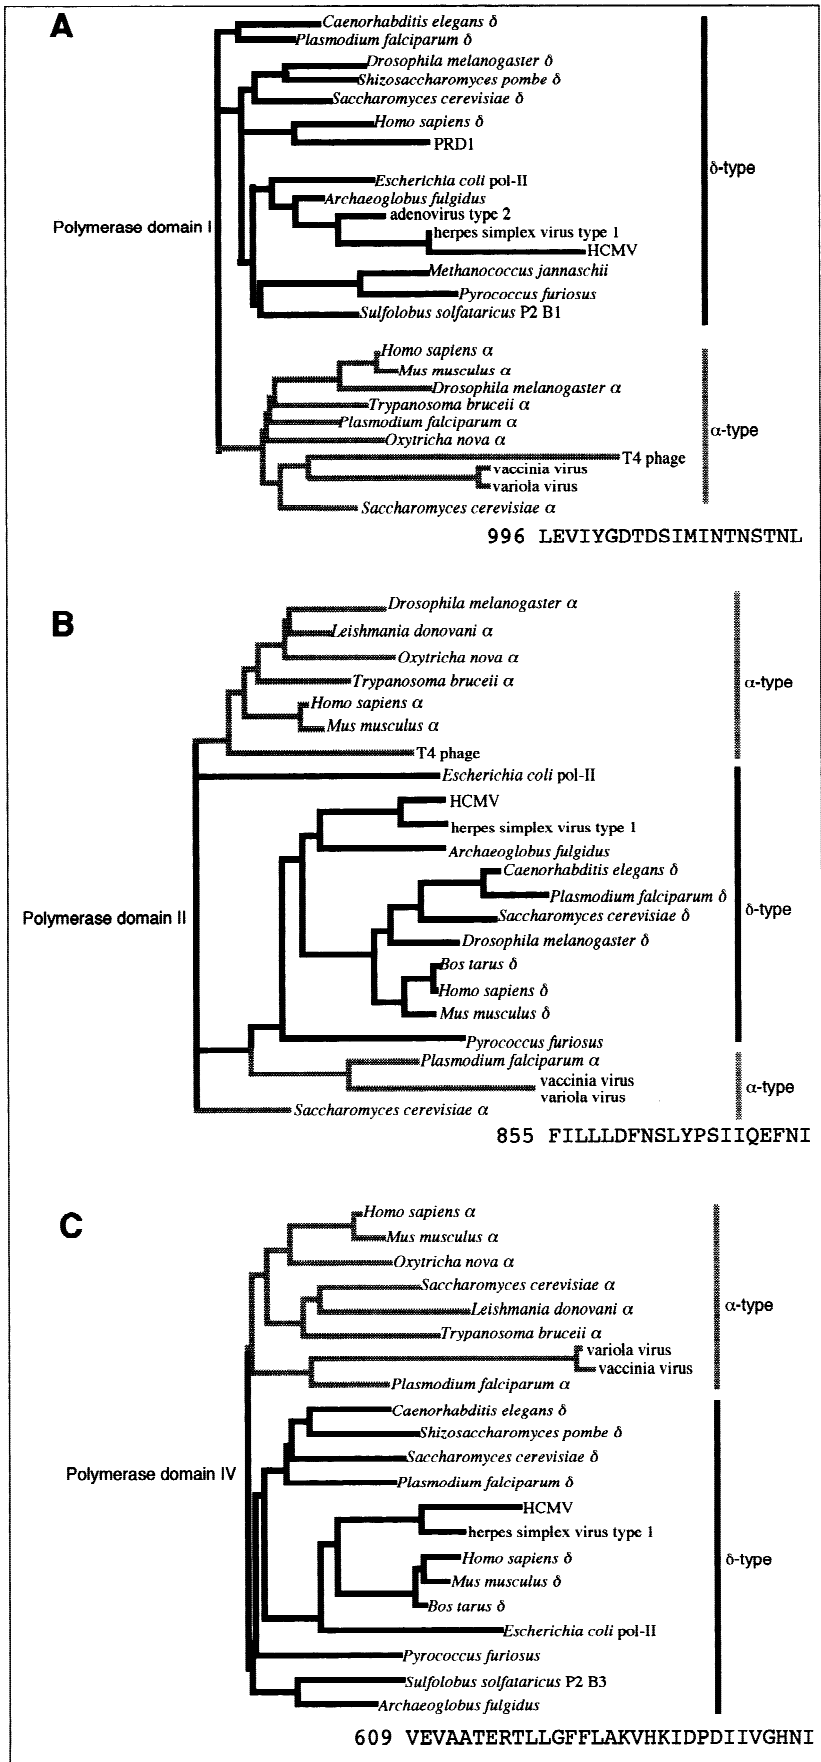 A
Caenorhabditis elegans δ
Plasmodium falciparum δ
Drosophila melanogaster δ
Shizosaccharomyces pombe δ
Saccharomyces cerevisiae δ
Homo sapiens δ
PRD1
δ-type
Escherichia coli pol-II
Archaeoglobus fulgidus
adenovirus type 2
Polymerase domain I
herpes simplex virus type 1
HCMV
Methanococcus jannaschii
Pyrococcus furiosus
Sulfolobus solfataricus P2 B1
Homo sapiens α
Mus musculus α
Drosophila melanogaster α
Trypanosoma bruceii α
Plasmodium falciparum α
α-type
Oxytricha nova α
T4 phage
vaccinia virus
variola virus
Saccharomyces cerevisiae α
996 LEVIYGDTDSIMINTNSTNL
B
Drosophila melanogaster α
Leishmania donovani α
Oxytricha nova α
Trypanosoma bruceii α
α-type
Homo sapiens α
Mus musculus α
T4 phage
Escherichia coli pol-II
HCMV
herpes simplex virus type 1
Archaeoglobus fulgidus
Caenorhabditis elegans δ
Plasmodium falciparum δ
δ-type
Saccharomyces cerevisiae δ
Polymerase domain II
Drosophila melanogaster δ
Bos tarus δ
Homo sapiens δ
Mus musculus δ
Pyrococcus furiosus
Plasmodium falciparum α
vaccinia virus
α-type
variola virus
Saccharomyces cerevisiae α
855 FILLLDFNSLYPSIIQEFNI
C
Homo sapiens α
Mus musculus α
Oxytricha nova α
Saccharomyces cerevisiae α
α-type
Leishmania donovani α
Trypanosoma bruceii α
variola virus
vaccinia virus
Plasmodium falciparum α
Caenorhabditis elegans δ
Shizosaccharomyces pombe δ
Saccharomyces cerevisiae δ
Polymerase domain IV
Plasmodium falciparum δ
HCMV
herpes simplex virus type 1
Homo sapiens δ
δ-type
Mus musculus δ
Bos tarus δ
Escherichia coli pol-II
Pyrococcus furiosus
Sulfolobus solfataricus P2 B3
Archaeoglobus fulgidus
609 VEVAATERTLLGFFLAKVHKIDPDIIVGHNI